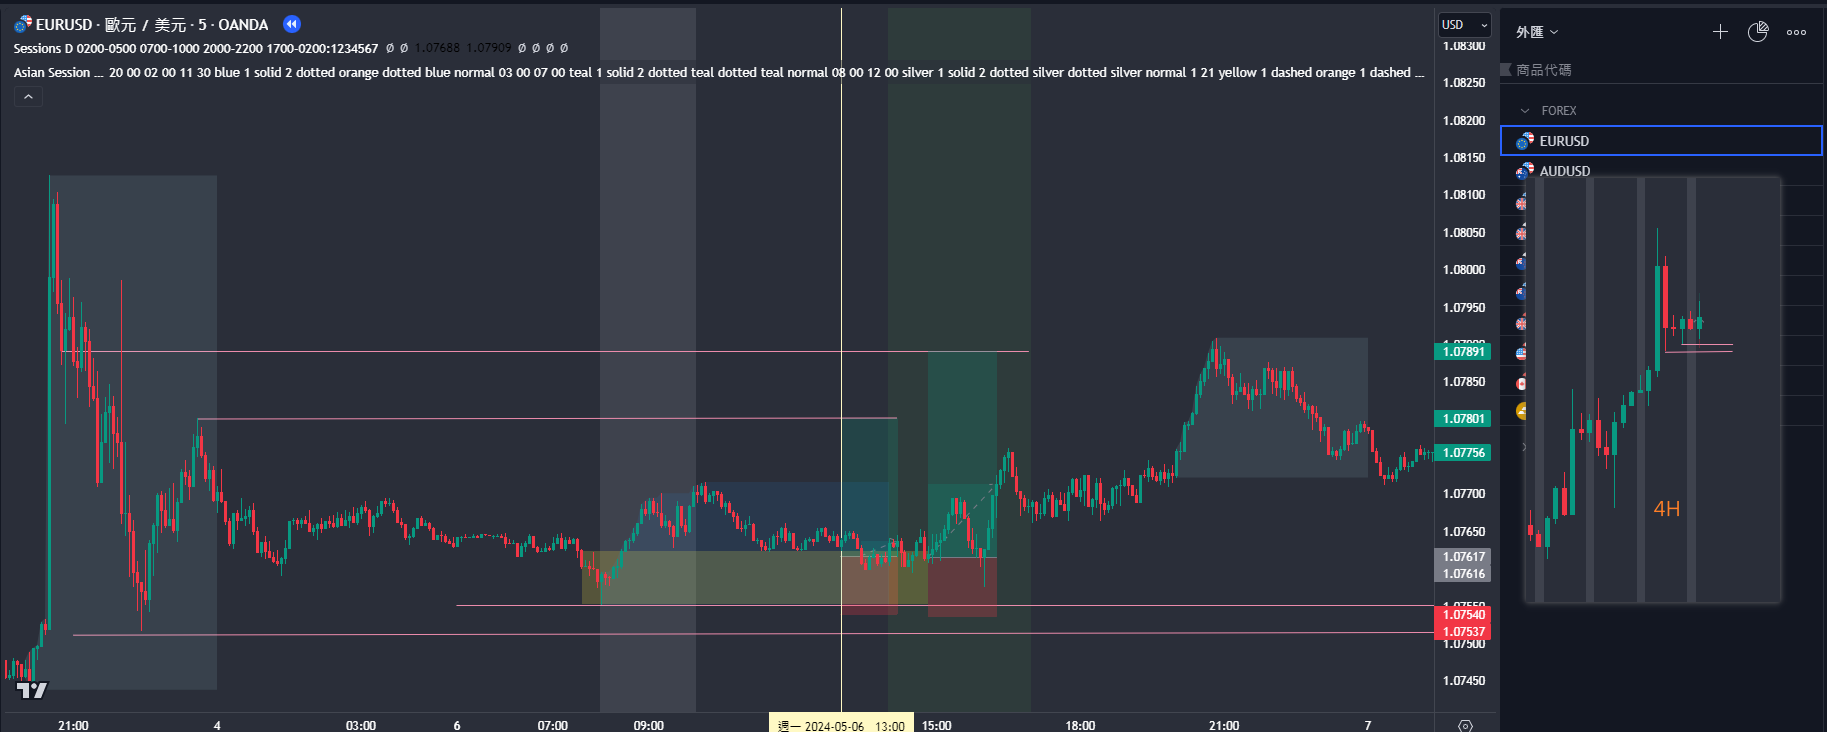 EURUSD · 歐元 / 美元 · 5 · OANDA
Sessions D 0200-0500 0700-1000 2000-2200 1700-0200:1234567 Ø Ø 1.07688 1.07909 Ø Ø Ø Ø
Asian Session ... 20 00 02 00 11 30 blue 1 solid 2 dotted orange dotted blue normal 03 00 07 00 teal 1 solid 2 dotted teal dotted teal normal 08 00 12 00 silver 1 solid 2 dotted silver dotted silver normal 1 21 yellow 1 dashed orange 1 dashed ...
USD
1.08300
1.08250
1.08200
1.08150
1.08100
1.08050
1.08000
1.07950
1.07891
1.07850
1.07801
1.07756
1.07700
1.07650
1.07617
1.07616
1.07540
1.07537
1.07500
1.07450
21:00 4 03:00 6 07:00 09:00 週一 2024-05-06 13:00 15:00 18:00 21:00 7
外匯
商品代碼
FOREX
EURUSD
AUDUSD
4H